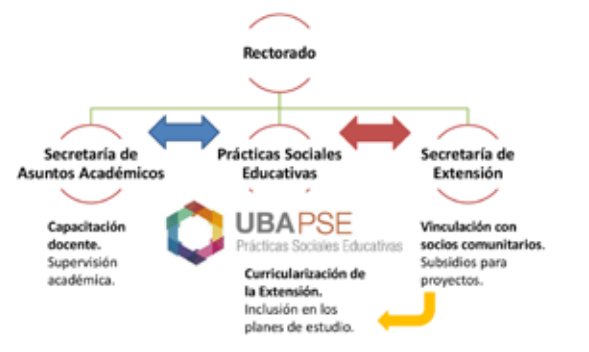 Rectorado
Secretaría de
Asuntos Académicos
Prácticas Sociales
Educativas
Secretaría de
Extensión
Capacitación
docente.
Supervisión
académica.
UBAPSE
Prácticas Sociales Educativas
Curricularización de
la Extensión.
Inclusión en los
planes de estudio.
Vinculación con
socios comunitarios.
Subsidios para
proyectos.